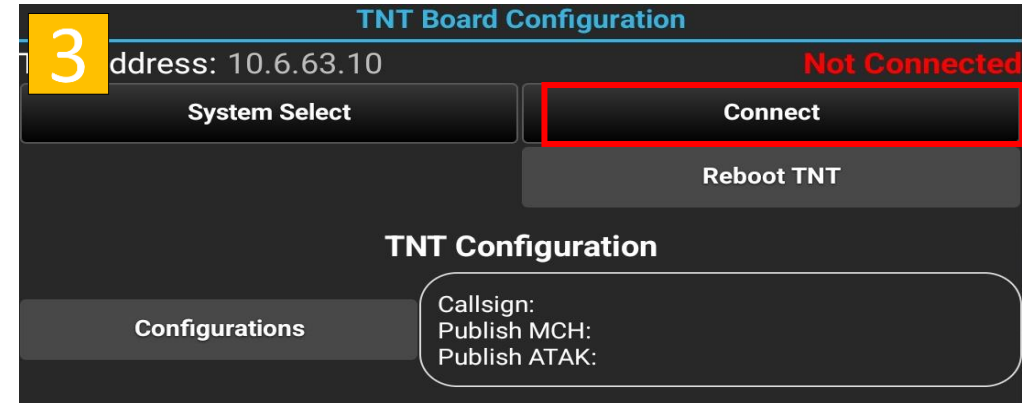 TNT Board Configuration
3
ddress: 10.6.63.10
Not Connected
System Select
Connect
Reboot TNT
TNT Configuration
Configurations
Callsign:
Publish MCH:
Publish ATAK: